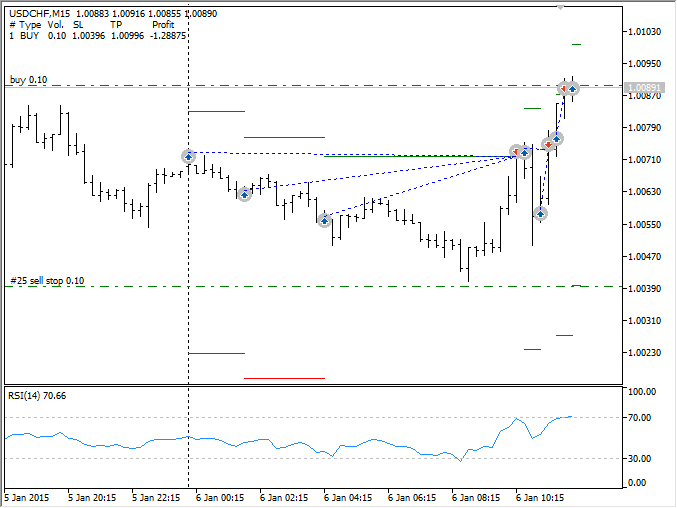 USDCHF,M15 1.00883 1.00916 1.00855 1.00890
# Type Vol. SL TP Profit
1 BUY 0.10 1.00396 1.00996 -1.28875
1.01030
1.00950
buy 0.10
1.00891
1.00870
1.00790
1.00710
1.00630
1.00550
1.00470
#25 sell stop 0.10
1.00390
1.00310
1.00230
RSI(14) 70.66
100.00
70.00
30.00
0.00
5 Jan 2015 5 Jan 20:15 5 Jan 22:15 6 Jan 00:15 6 Jan 02:15 6 Jan 04:15 6 Jan 06:15 6 Jan 08:15 6 Jan 10:15